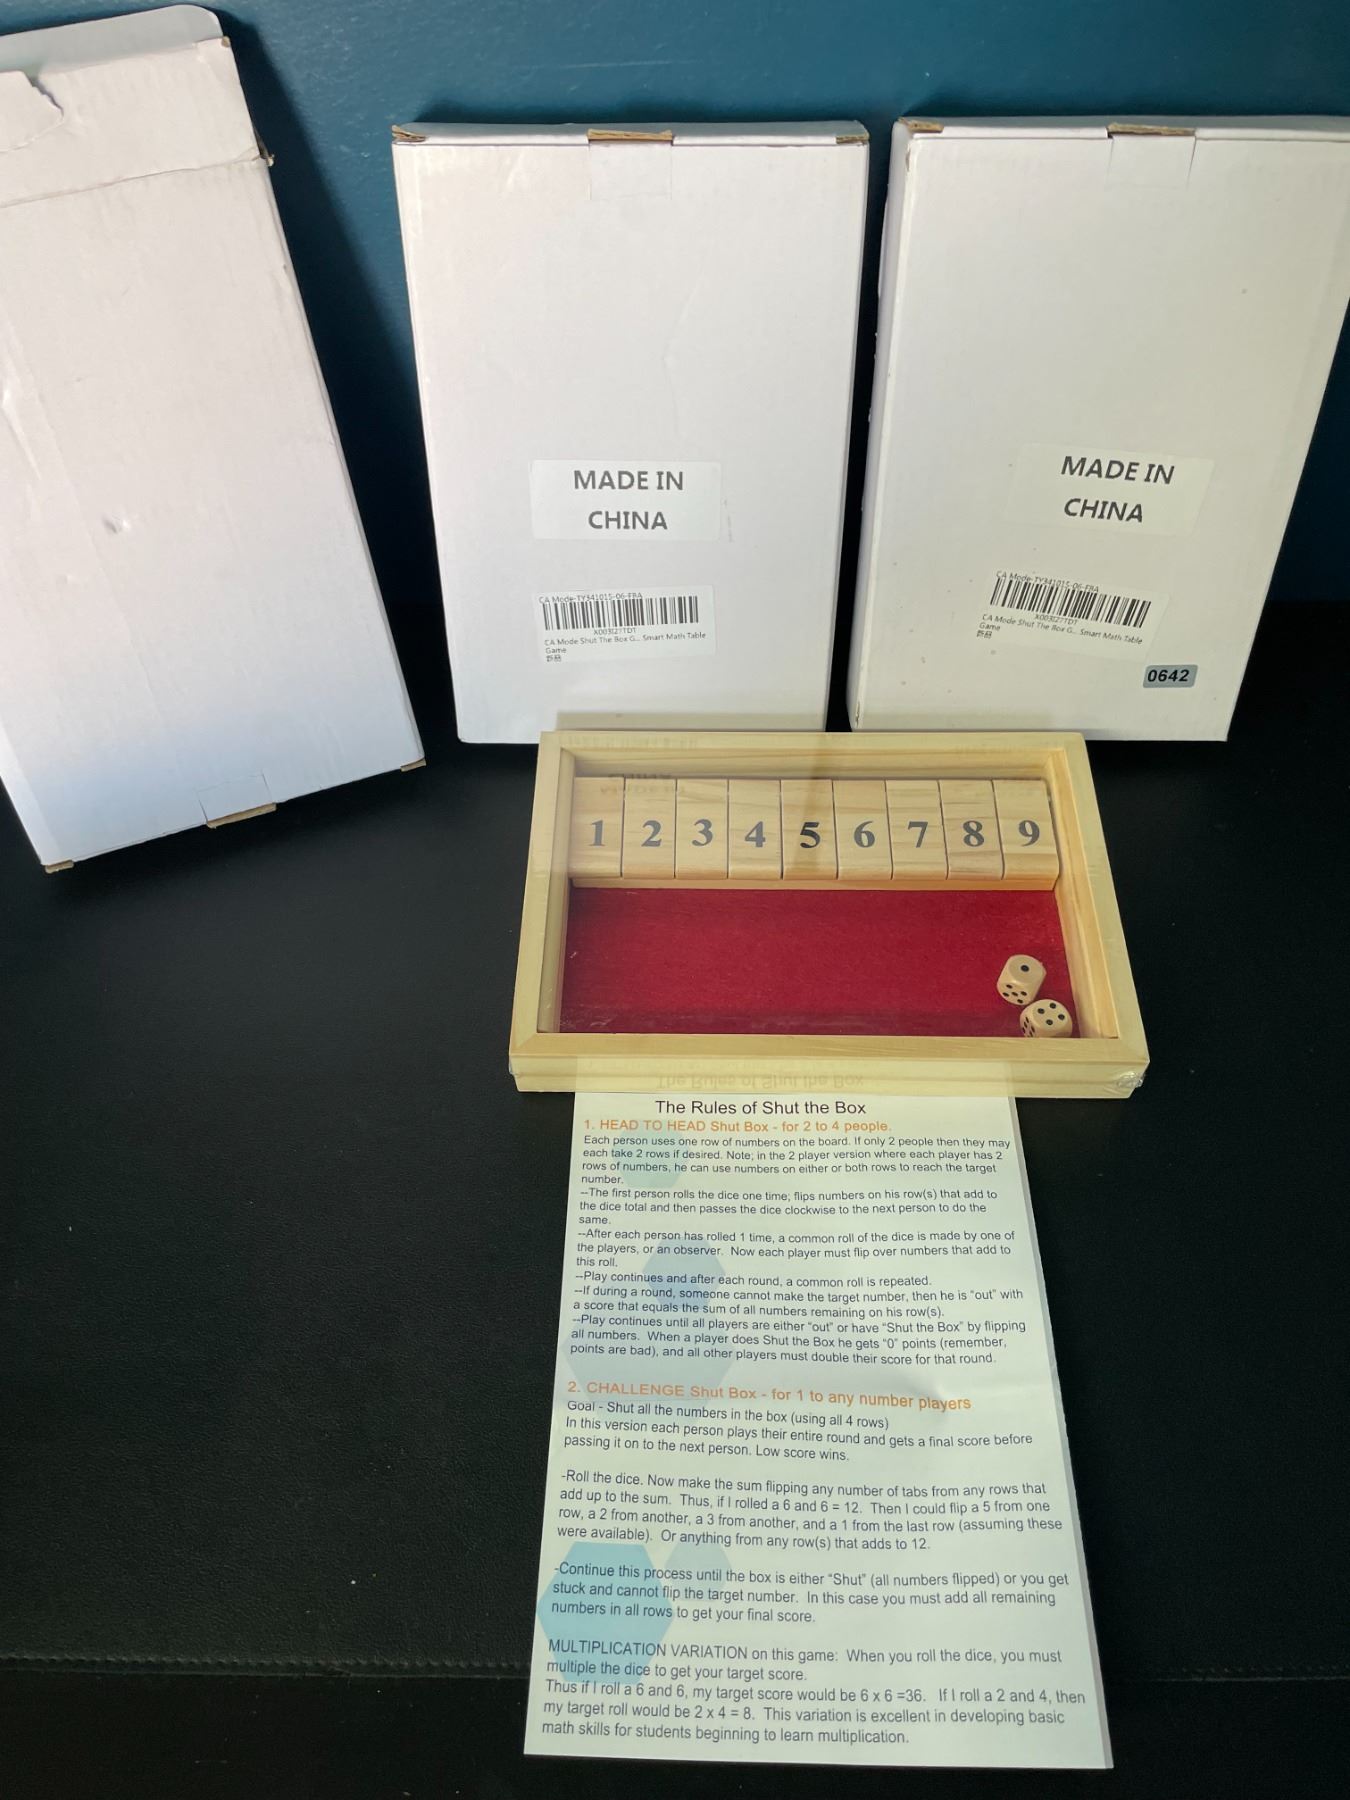 MADE IN
CHINA
CA Mode-TY341015-06-FBA
X003I27TDT
CA Mode Shut The Box G... Smart Math Table
Game
新品
MADE IN
CHINA
CA Mode-TY341015-06-FBA
X003I27TDT
CA Mode Shut The Box G... Smart Math Table
Game
新品
0642
1 2 3 4 5 6 7 8 9
The Rules of Shut the Box
1. HEAD TO HEAD Shut Box - for 2 to 4 people.
Each person uses one row of numbers on the board. If only 2 people then they may
each take 2 rows if desired. Note; in the 2 player version where each player has 2
rows of numbers, he can use numbers on either or both rows to reach the target
number.
--The first person rolls the dice one time; flips numbers on his row(s) that add to
the dice total and then passes the dice clockwise to the next person to do the
same.
--After each person has rolled 1 time, a common roll of the dice is made by one of
the players, or an observer. Now each player must flip over numbers that add to
this roll.
--Play continues and after each round, a common roll is repeated.
--If during a round, someone cannot make the target number, then he is "out" with
a score that equals the sum of all numbers remaining on his row(s).
--Play continues until all players are either "out" or have "Shut the Box" by flipping
all numbers. When a player does Shut the Box he gets "0" points (remember,
points are bad), and all other players must double their score for that round.
2. CHALLENGE Shut Box - for 1 to any number players
Goal - Shut all the numbers in the box (using all 4 rows)
In this version each person plays their entire round and gets a final score before
passing it on to the next person. Low score wins.
-Roll the dice. Now make the sum flipping any number of tabs from any rows that
add up to the sum. Thus, if I rolled a 6 and 6 = 12. Then I could flip a 5 from one
row, a 2 from another, a 3 from another, and a 1 from the last row (assuming these
were available). Or anything from any row(s) that adds to 12.
-Continue this process until the box is either "Shut" (all numbers flipped) or you get
stuck and cannot flip the target number. In this case you must add all remaining
numbers in all rows to get your final score.
MULTIPLICATION VARIATION on this game: When you roll the dice, you must
multiple the dice to get your target score.
Thus if I roll a 6 and 6, my target score would be 6 x 6 =36. If I roll a 2 and 4, then
my target roll would be 2 x 4 = 8. This variation is excellent in developing basic
math skills for students beginning to learn multiplication.